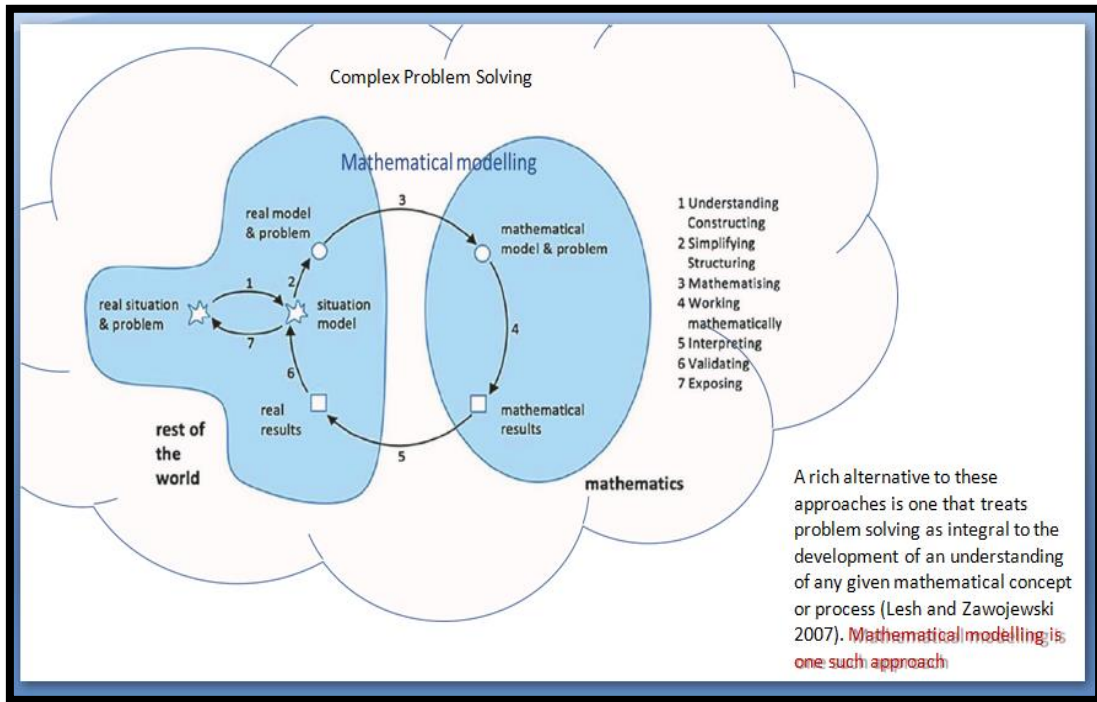 Complex Problem Solving
Mathematical modelling
3
real model
& problem
mathematical
model & problem
1
2
real situation
& problem
situation
model
7
4
6
real
results
mathematical
results
5
rest of
the
world
mathematics
1 Understanding
Constructing
2 Simplifying
Structuring
3 Mathematising
4 Working
mathematically
5 Interpreting
6 Validating
7 Exposing
A rich alternative to these
approaches is one that treats
problem solving as integral to the
development of an understanding
of any given mathematical concept
or process (Lesh and Zawojewski
2007). Mathematical modelling is
one such approach